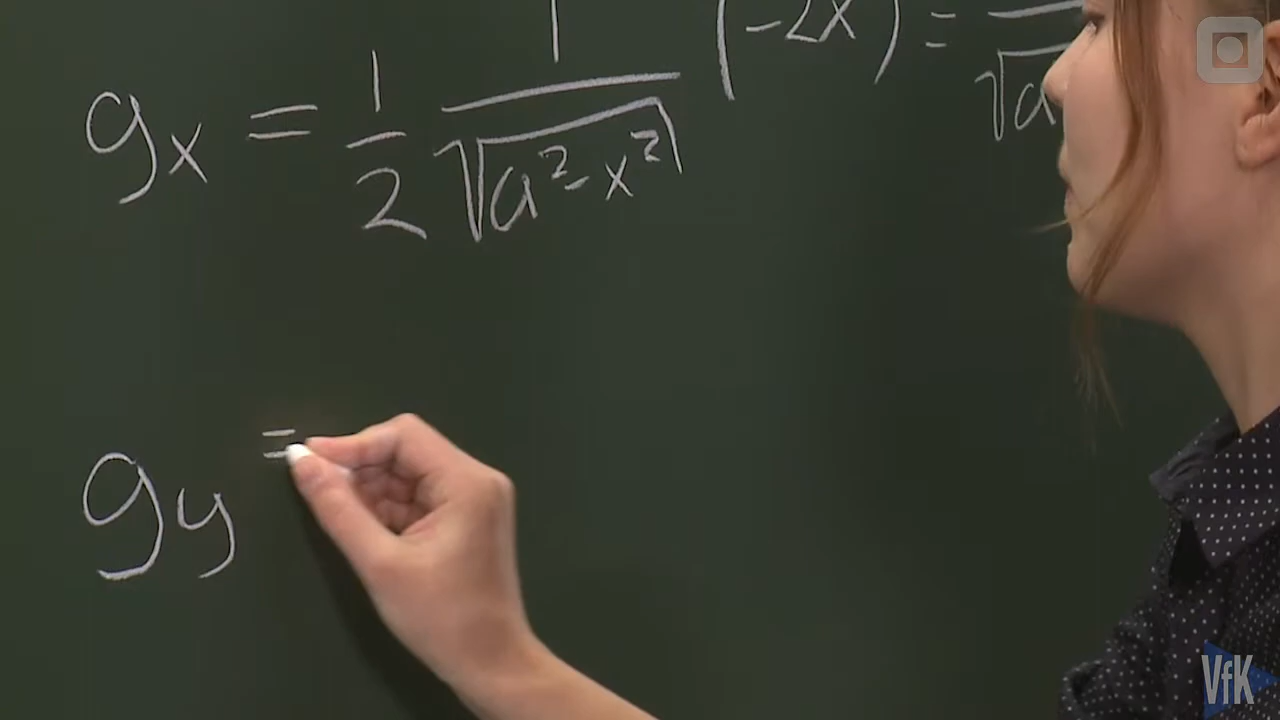 gx = 1/2 1/√(a²-x²) (-2x) = /√a
gy =
VfK